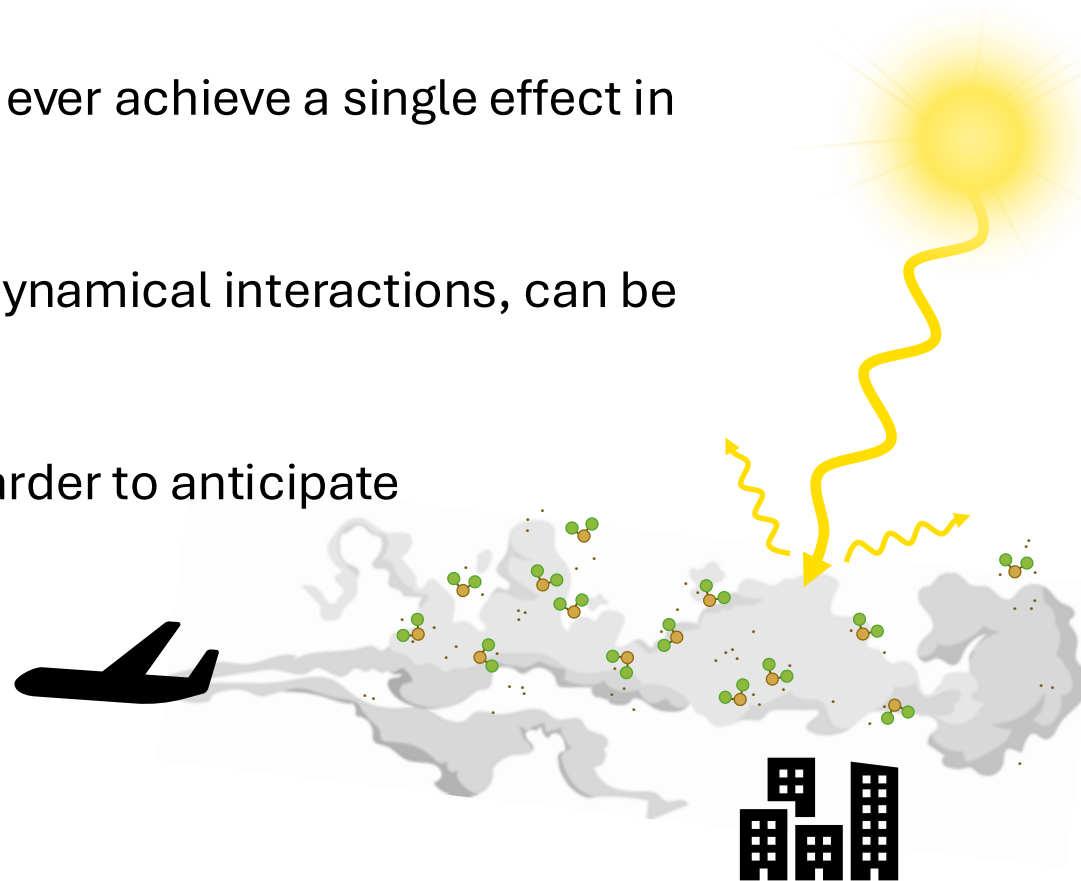 ever achieve a single effect in
ynamical interactions, can be
arder to anticipate